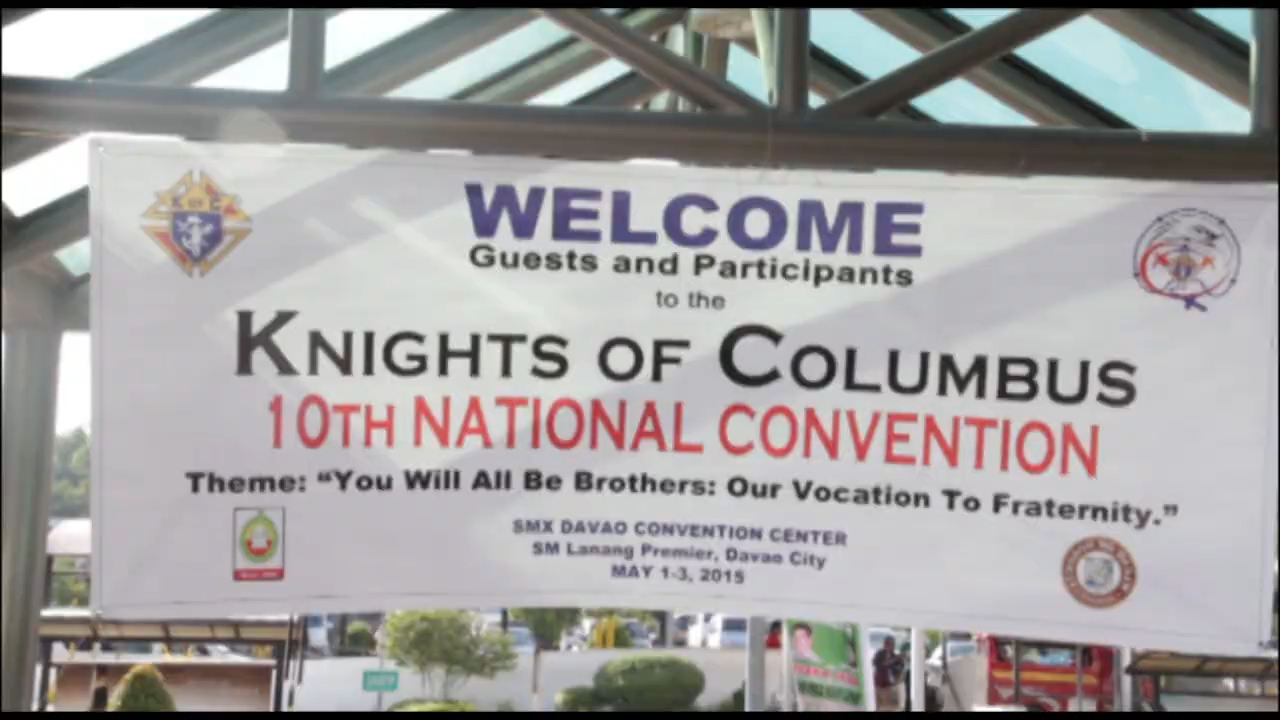 WELCOME
Guests and Participants
to the
KNIGHTS OF COLUMBUS
10TH NATIONAL CONVENTION
Theme: “You Will All Be Brothers: Our Vocation To Fraternity.”
SMX DAVAO CONVENTION CENTER
SM Lanang Premier, Davao City
MAY 1-3, 2015